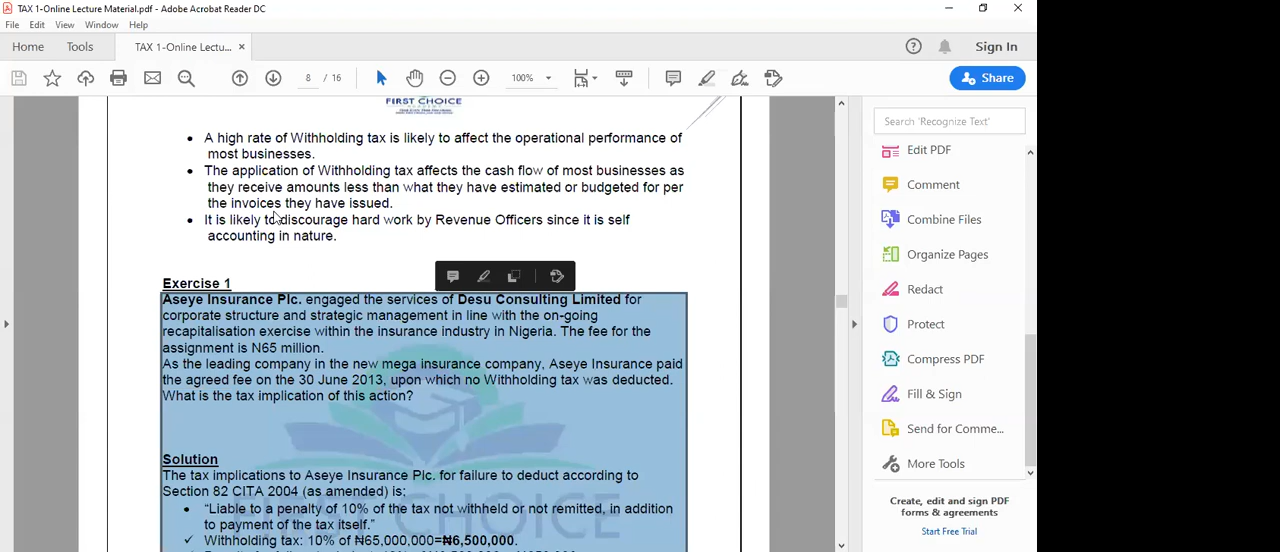 TAX 1-Online Lecture Material.pdf - Adobe Acrobat Reader DC
File Edit View Window Help
Home Tools TAX 1-Online Lectu... × Sign In
8 / 16 100% Share
FIRST CHOICE
• A high rate of Withholding tax is likely to affect the operational performance of
most businesses.
• The application of Withholding tax affects the cash flow of most businesses as
they receive amounts less than what they have estimated or budgeted for per
the invoices they have issued.
• It is likely to discourage hard work by Revenue Officers since it is self
accounting in nature.
Exercise 1
Aseye Insurance Plc. engaged the services of Desu Consulting Limited for
corporate structure and strategic management in line with the on-going
recapitalisation exercise within the insurance industry in Nigeria. The fee for the
assignment is N65 million.
As the leading company in the new mega insurance company, Aseye Insurance paid
the agreed fee on the 30 June 2013, upon which no Withholding tax was deducted.
What is the tax implication of this action?
Solution
The tax implications to Aseye Insurance Plc. for failure to deduct according to
Section 82 CITA 2004 (as amended) is;
• “Liable to a penalty of 10% of the tax not withheld or not remitted, in addition
to payment of the tax itself.”
✓ Withholding tax: 10% of ₦65,000,000=₦6,500,000.
FIRST CHOICE
Search 'Recognize Text'
Edit PDF
Comment
Combine Files
Organize Pages
Redact
Protect
Compress PDF
Fill & Sign
Send for Comme...
More Tools
Create, edit and sign PDF
forms & agreements
Start Free Trial